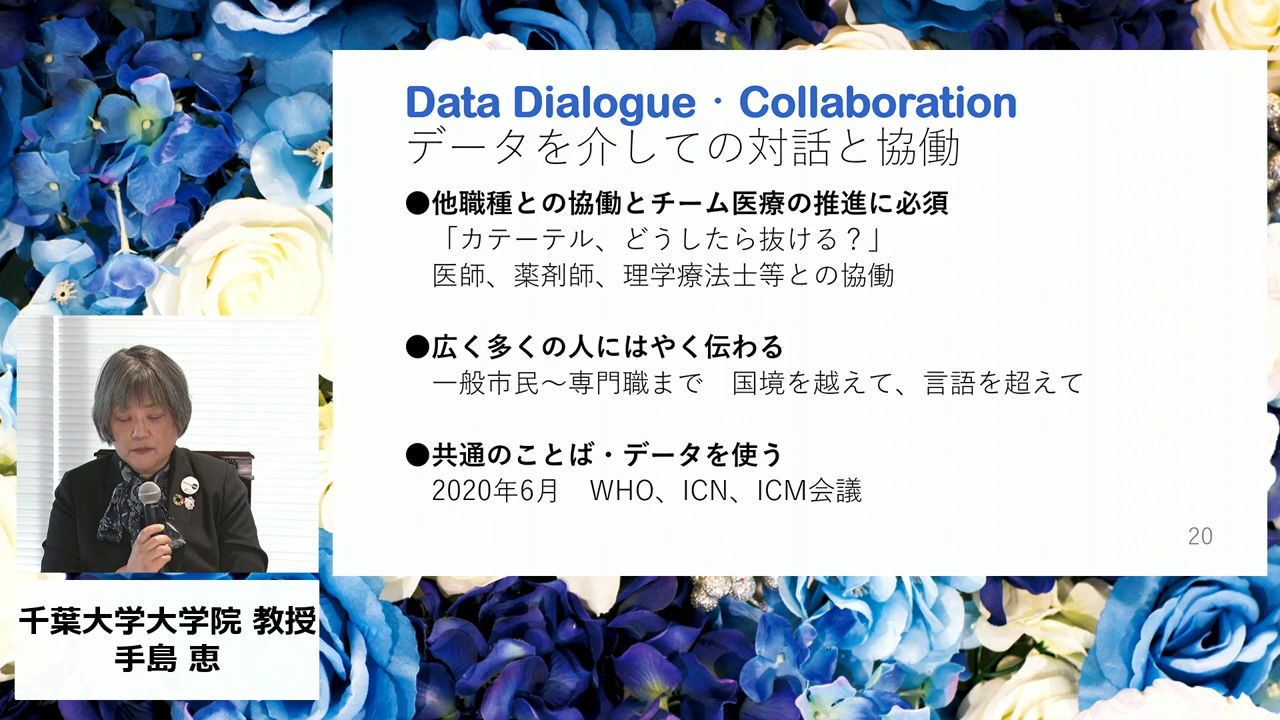 Data Dialogue・Collaboration
データを介しての対話と協働
●他職種との協働とチーム医療の推進に必須
「カテーテル、どうしたら抜ける？」
医師、薬剤師、理学療法士等との協働
●広く多くの人にはやく伝わる
一般市民～専門職まで　国境を越えて、言語を超えて
●共通のことば・データを使う
2020年6月　WHO、ICN、ICM会議
20
千葉大学大学院 教授
手島 恵